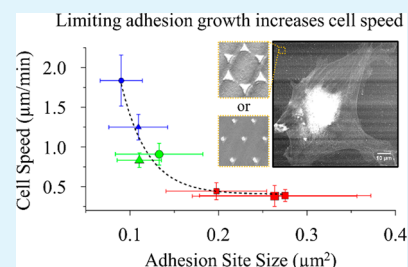 Limiting adhesion growth increases cell speed
Cell Speed (μm/min)
2.0
1.5
1.0
0.5
or
10 μm
0.1
0.2
0.3
0.4
Adhesion Site Size (μm²)